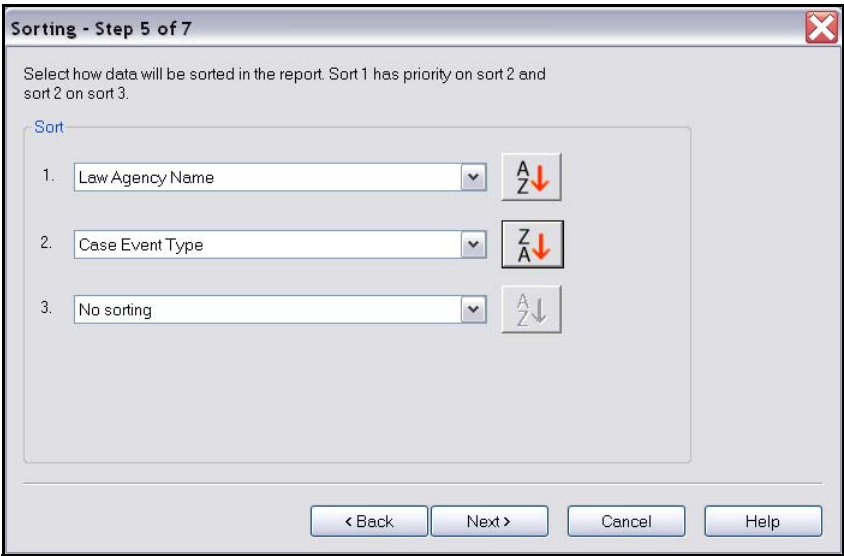 Sorting - Step 5 of 7
Select how data will be sorted in the report. Sort 1 has priority on sort 2 and
sort 2 on sort 3.
Sort
1. Law Agency Name A Z
2. Case Event Type Z A
3. No sorting A Z
< Back Next > Cancel Help